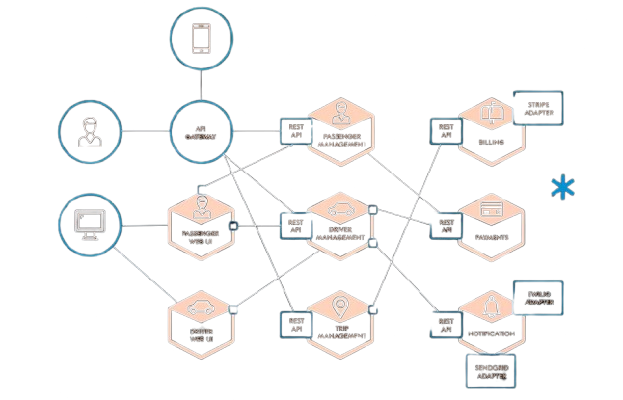 API
GATEWAY
REST
API
PASSENGER
MANAGEMENT
REST
API
BILLING
STRIPE
ADAPTER
PASSENGER
WEB UI
REST
API
DRIVER
MANAGEMENT
REST
API
PAYMENTS
DRIVER
WEB UI
REST
API
TRIP
MANAGEMENT
REST
API
NOTIFICATION
TWILIO
ADAPTER
SENDGRID
ADAPTER